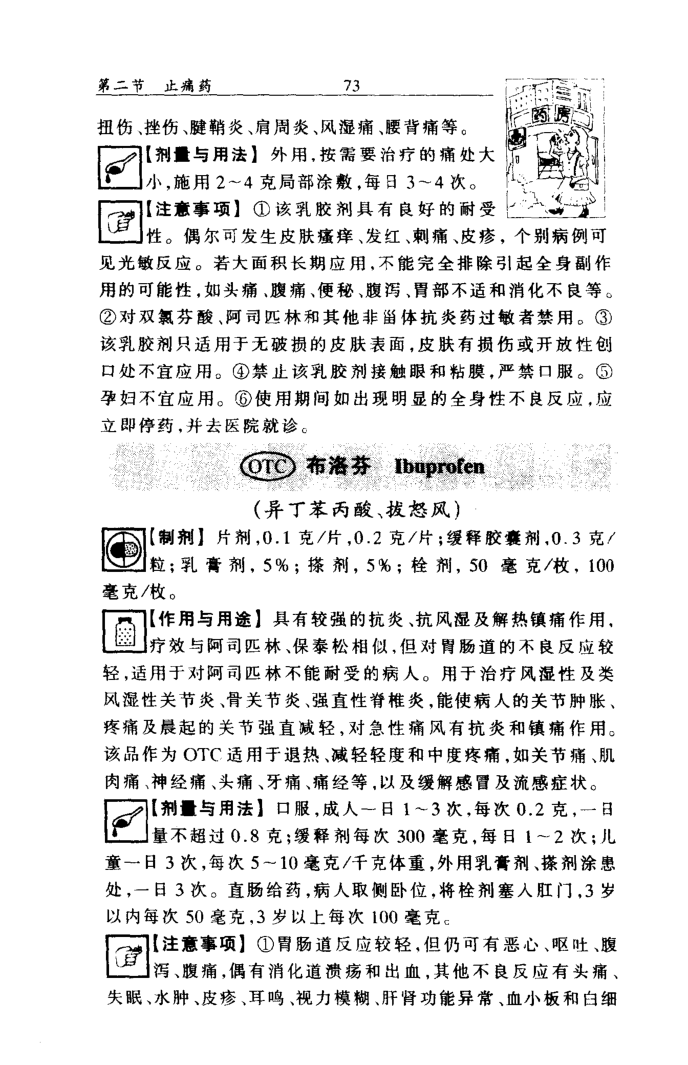 第二节 止痛药 73
药房
扭伤、挫伤、腱鞘炎、肩周炎、风湿痛、腰背痛等。
【剂量与用法】 外用,按需要治疗的痛处大
小,施用 2~4 克局部涂敷,每日 3~4 次。
【注意事项】 ①该乳胶剂具有良好的耐受
性。偶尔可发生皮肤瘙痒、发红、刺痛、皮疹,个别病例可
见光敏反应。若大面积长期应用,不能完全排除引起全身副作
用的可能性,如头痛、腹痛、便秘、腹泻、胃部不适和消化不良等。
②对双氯芬酸、阿司匹林和其他非甾体抗炎药过敏者禁用。③
该乳胶剂只适用于无破损的皮肤表面,皮肤有损伤或开放性创
口处不宜应用。④禁止该乳胶剂接触眼和粘膜,严禁口服。⑤
孕妇不宜应用。⑥使用期间如出现明显的全身性不良反应,应
立即停药,并去医院就诊。
OTC 布洛芬 Ibuprofen
(异丁苯丙酸、拔怒风)
【制剂】 片剂,0.1 克/片,0.2 克/片;缓释胶囊剂,0.3 克/
粒;乳膏剂,5%;搽剂,5%;栓剂,50 毫克/枚,100
毫克/枚。
【作用与用途】 具有较强的抗炎、抗风湿及解热镇痛作用,
疗效与阿司匹林、保泰松相似,但对胃肠道的不良反应较
轻,适用于对阿司匹林不能耐受的病人。用于治疗风湿性及类
风湿性关节炎、骨关节炎、强直性脊椎炎,能使病人的关节肿胀、
疼痛及晨起的关节强直减轻,对急性痛风有抗炎和镇痛作用。
该品作为 OTC 适用于退热、减轻轻度和中度疼痛,如关节痛、肌
肉痛、神经痛、头痛、牙痛、痛经等,以及缓解感冒及流感症状。
【剂量与用法】 口服,成人一日 1~3 次,每次 0.2 克,一日
量不超过 0.8 克;缓释剂每次 300 毫克,每日 1~2 次;儿
童一日 3 次,每次 5~10 毫克/千克体重,外用乳膏剂、搽剂涂患
处,一日 3 次。直肠给药,病人取侧卧位,将栓剂塞入肛门,3 岁
以内每次 50 毫克,3 岁以上每次 100 毫克。
【注意事项】 ①胃肠道反应较轻,但仍可有恶心、呕吐、腹
泻、腹痛,偶有消化道溃疡和出血,其他不良反应有头痛、
失眠、水肿、皮疹、耳鸣、视力模糊、肝肾功能异常、血小板和白细